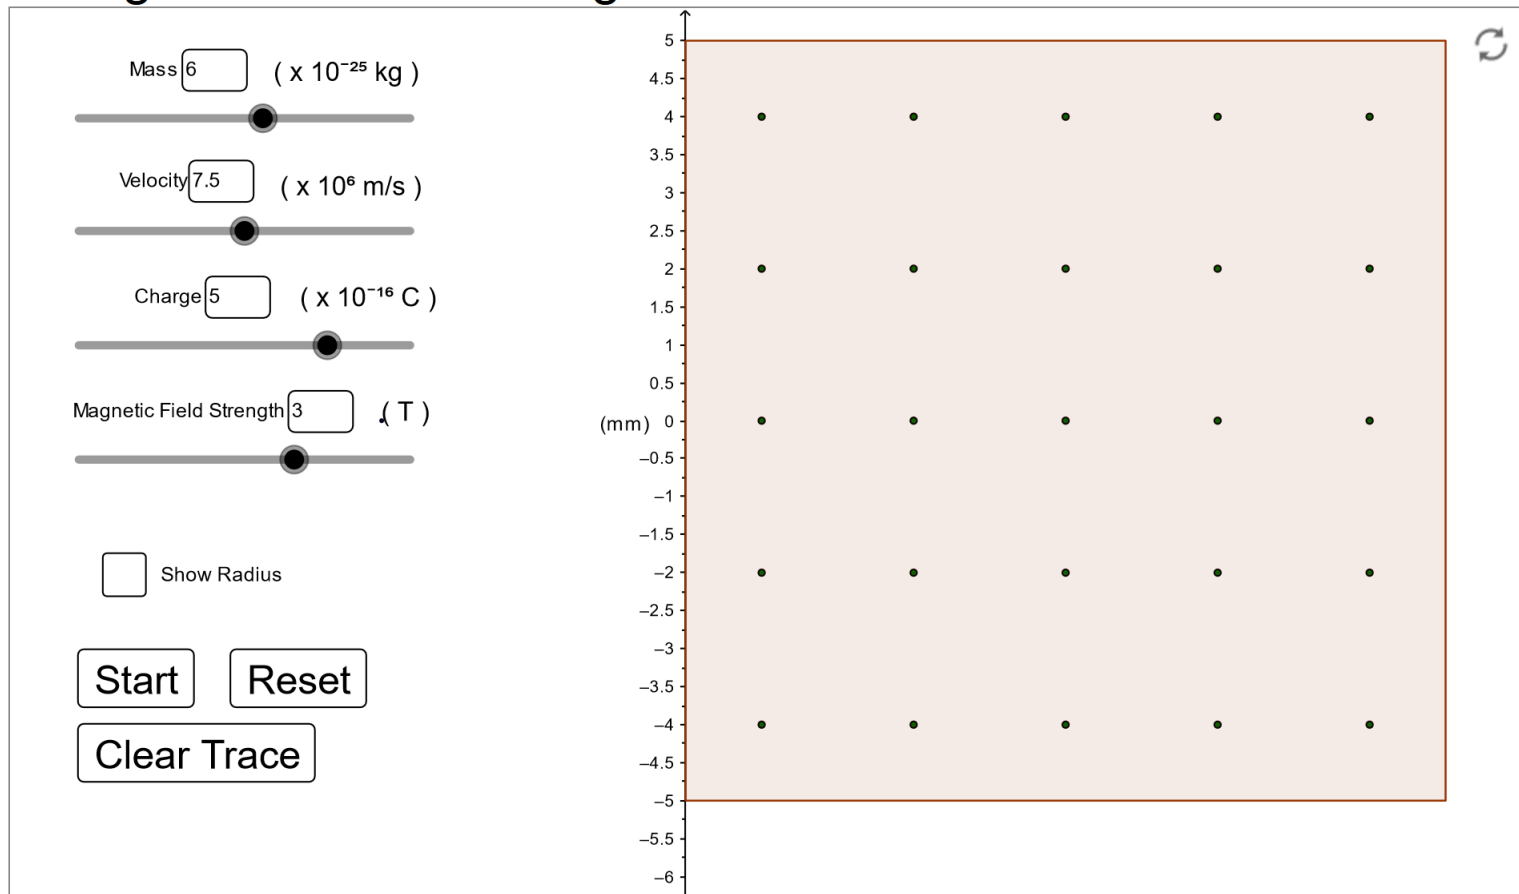 Mass 6 ( x 10⁻²⁵ kg )
Velocity 7.5 ( x 10⁶ m/s )
Charge 5 ( x 10⁻¹⁶ C )
Magnetic Field Strength 3 ( T )
Show Radius
Start Reset
Clear Trace
5
4.5
4
3.5
3
2.5
2
1.5
1
0.5
(mm) 0
–0.5
–1
–1.5
–2
–2.5
–3
–3.5
–4
–4.5
–5
–5.5
–6